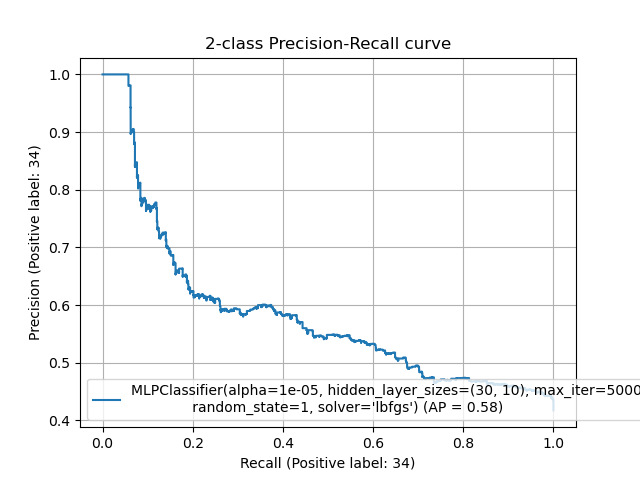 2-class Precision-Recall curve
Precision (Positive label: 34)
1.0
0.9
0.8
0.7
0.6
0.5
0.4
MLPClassifier(alpha=1e-05, hidden_layer_sizes=(30, 10), max_iter=5000
random_state=1, solver='lbfgs') (AP = 0.58)
0.0 0.2 0.4 0.6 0.8 1.0
Recall (Positive label: 34)